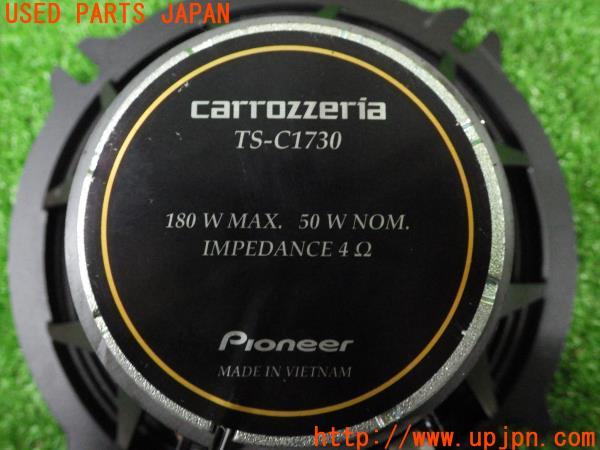 USED PARTS JAPAN
carrozzeria
TS-C1730
180 W MAX. 50 W NOM.
IMPEDANCE 4 Ω
Pioneer
MADE IN VIETNAM
http://www.upjpn.com/